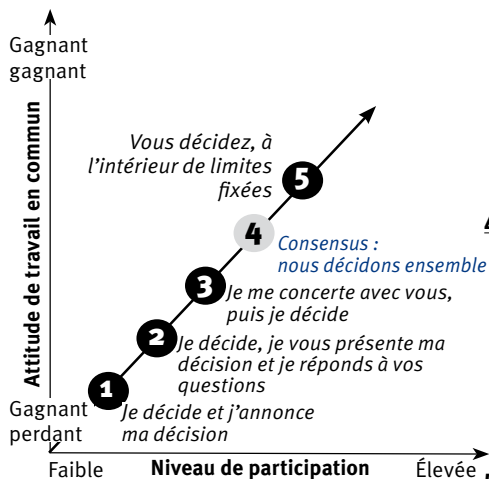 Gagnant
gagnant
Attitude de travail en commun
Vous décidez, à
l'intérieur de limites
fixées
5
4
Consensus :
nous décidons ensemble
3
Je me concerte avec vous,
puis je décide
2
Je décide, je vous présente ma
décision et je réponds à vos
questions
1
Je décide et j'annonce
ma décision
Gagnant
perdant
Faible
Niveau de participation
Élevée